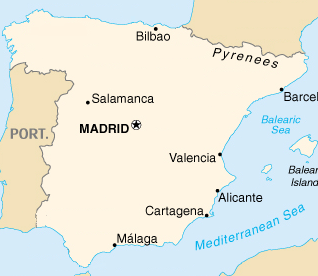 Bilbao
Pyrenees
Salamanca
Barcel
Balearic
Sea
MADRID
PORT.
Valencia
Balear
Island
Alicante
Cartagena
Mediterranean Sea
Málaga